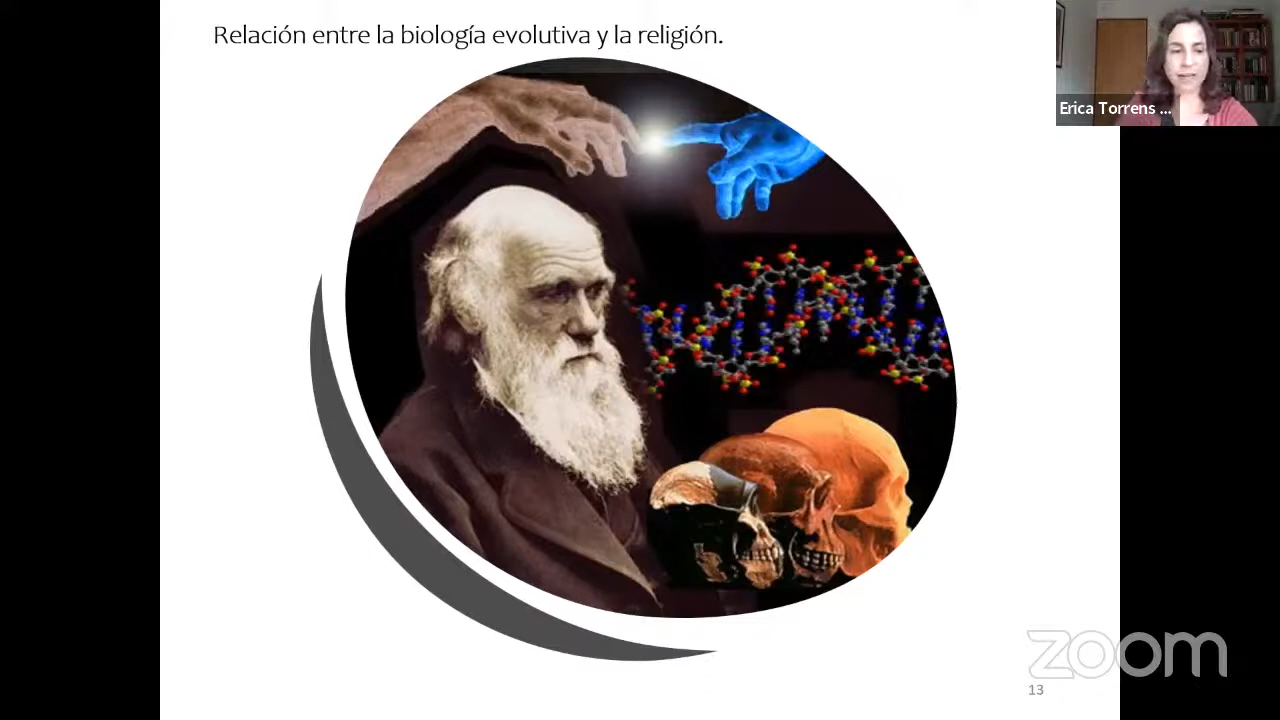 Relación entre la biología evolutiva y la religión.
Erica Torrens ...
zoom
13